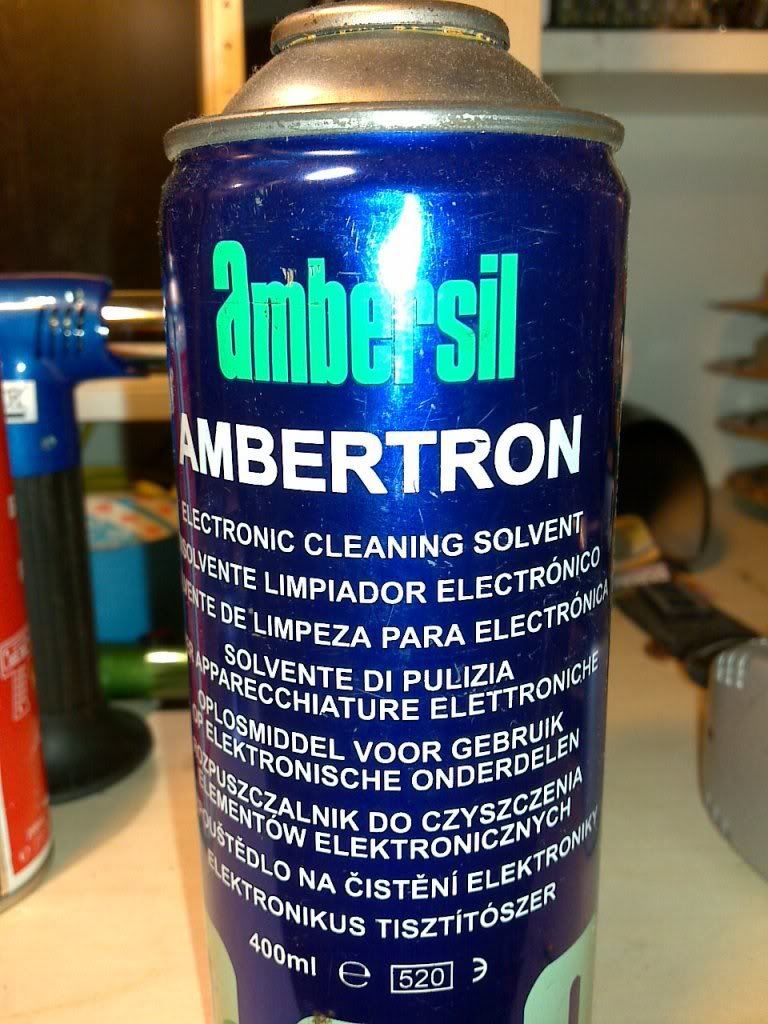 ambersil
AMBERTRON
ELECTRONIC CLEANING SOLVENT
SOLVENTE LIMPIADOR ELECTRÓNICO
DE LIMPEZA PARA ELECTRÓNICA
SOLVENTE DI PULIZIA
APPARECCHIATURE ELETTRONICHE
OPLOSMIDDEL VOOR GEBRUIK
OP ELEKTRONISCHE ONDERDELEN
ROZPUSZCZALNIK DO CZYSZCZENIA
ELEMENTÓW ELEKTRONICZNYCH
NA ČISTĚNÍ ELEKTRONIKY
ELEKTRONIKUS TISZTÍTÓSZER
400ml ℮ 520 з